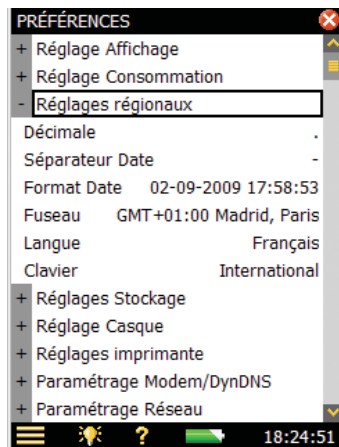 PRÉFÉRENCES
+ Réglage Affichage
+ Réglage Consommation
- Réglages régionaux
Décimale .
Séparateur Date -
Format Date 02-09-2009 17:58:53
Fuseau GMT+01:00 Madrid, Paris
Langue Français
Clavier International
+ Réglages Stockage
+ Réglage Casque
+ Réglages imprimante
+ Paramétrage Modem/DynDNS
+ Paramétrage Réseau
? 18:24:51